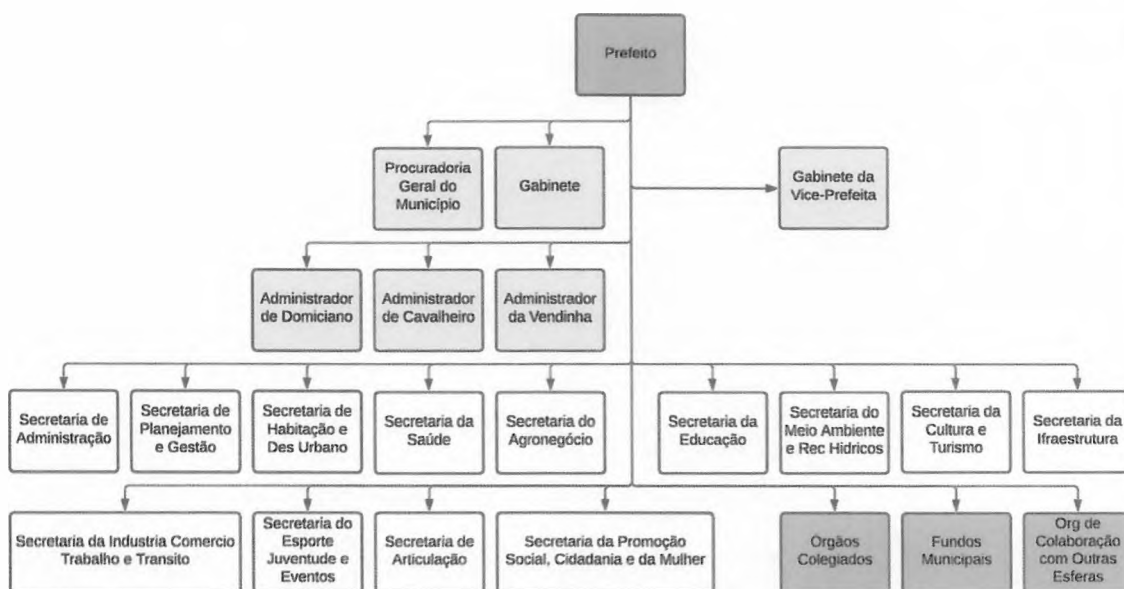 Prefeito
Procuradoria
Geral do
Município
Gabinete
Gabinete da
Vice-Prefeita
Administrador
de Domiciano
Administrador
de Cavalheiro
Administrador
da Vendinha
Secretaria de
Administração
Secretaria de
Planejamento
e Gestão
Secretaria de
Habitação e
Des Urbano
Secretaria da
Saúde
Secretaria do
Agronegócio
Secretaria da
Educação
Secretaria do
Meio Ambiente
e Rec Hidricos
Secretaria da
Cultura e
Turismo
Secretaria da
Ifraestrutura
Secretaria da Industria Comercio
Trabalho e Transito
Secretaria do
Esporte
Juventude e
Eventos
Secretaria de
Articulação
Secretaria da Promoção
Social, Cidadania e da Mulher
Orgãos
Colegiados
Fundos
Municipais
Org de
Colaboração
com Outras
Esferas